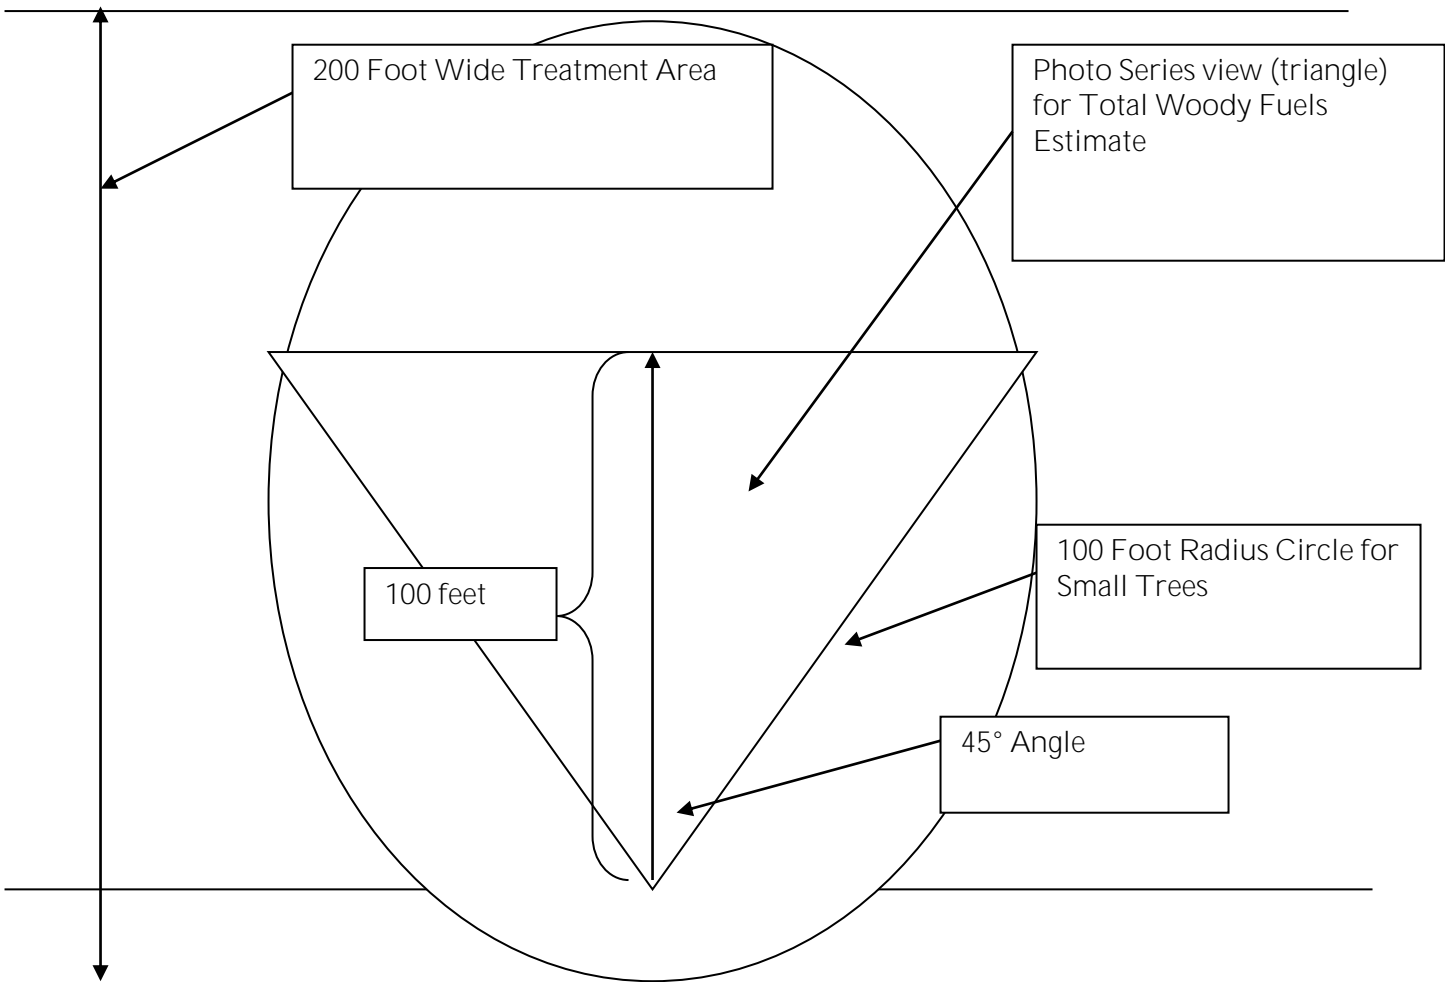 200 Foot Wide Treatment Area
Photo Series view (triangle)
for Total Woody Fuels
Estimate
100 Foot Radius Circle for
Small Trees
100 feet
45° Angle